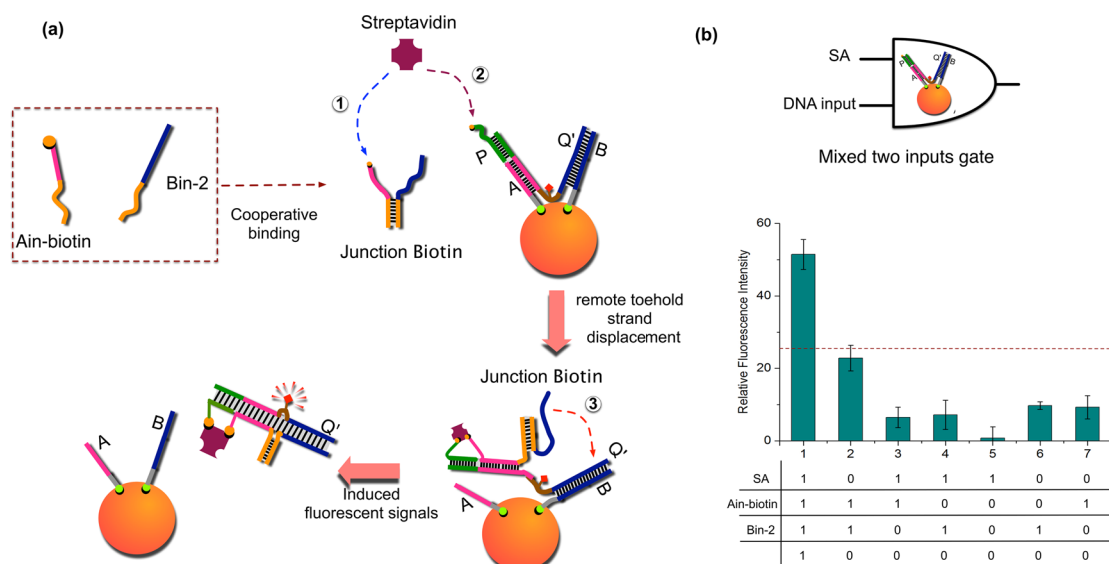 (a)
Streptavidin
1
2
Ain-biotin
Bin-2
Cooperative
binding
Junction Biotin
P
A
Q'
B
remote toehold
strand
displacement
Junction Biotin
3
Q'
B
A
Induced
fluorescent signals
Q'
A
B
(b)
SA
DNA input
P
A
Q'
B
Mixed two inputs gate
Relative Fluorescence Intensity
60
40
20
0
1 2 3 4 5 6 7
SA 1 0 1 1 1 0 0
Ain-biotin 1 1 1 0 0 0 1
Bin-2 1 1 0 1 0 1 0
1 0 0 0 0 0 0